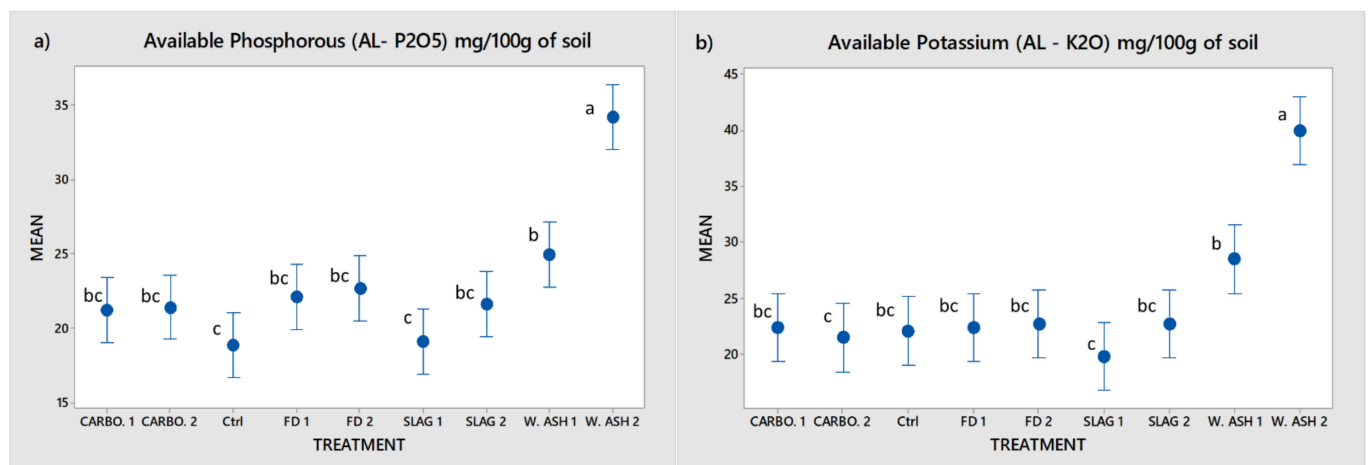 a)
Available Phosphorous (AL- P2O5) mg/100g of soil
MEAN
35
30
25
20
15
bc
bc
c
bc
bc
c
bc
b
a
CARBO. 1 CARBO. 2 Ctrl FD 1 FD 2 SLAG 1 SLAG 2 W. ASH 1 W. ASH 2
TREATMENT
b)
Available Potassium (AL - K2O) mg/100g of soil
MEAN
45
40
35
30
25
20
bc
c
bc
bc
bc
c
bc
b
a
CARBO. 1 CARBO. 2 Ctrl FD 1 FD 2 SLAG 1 SLAG 2 W. ASH 1 W. ASH 2
TREATMENT